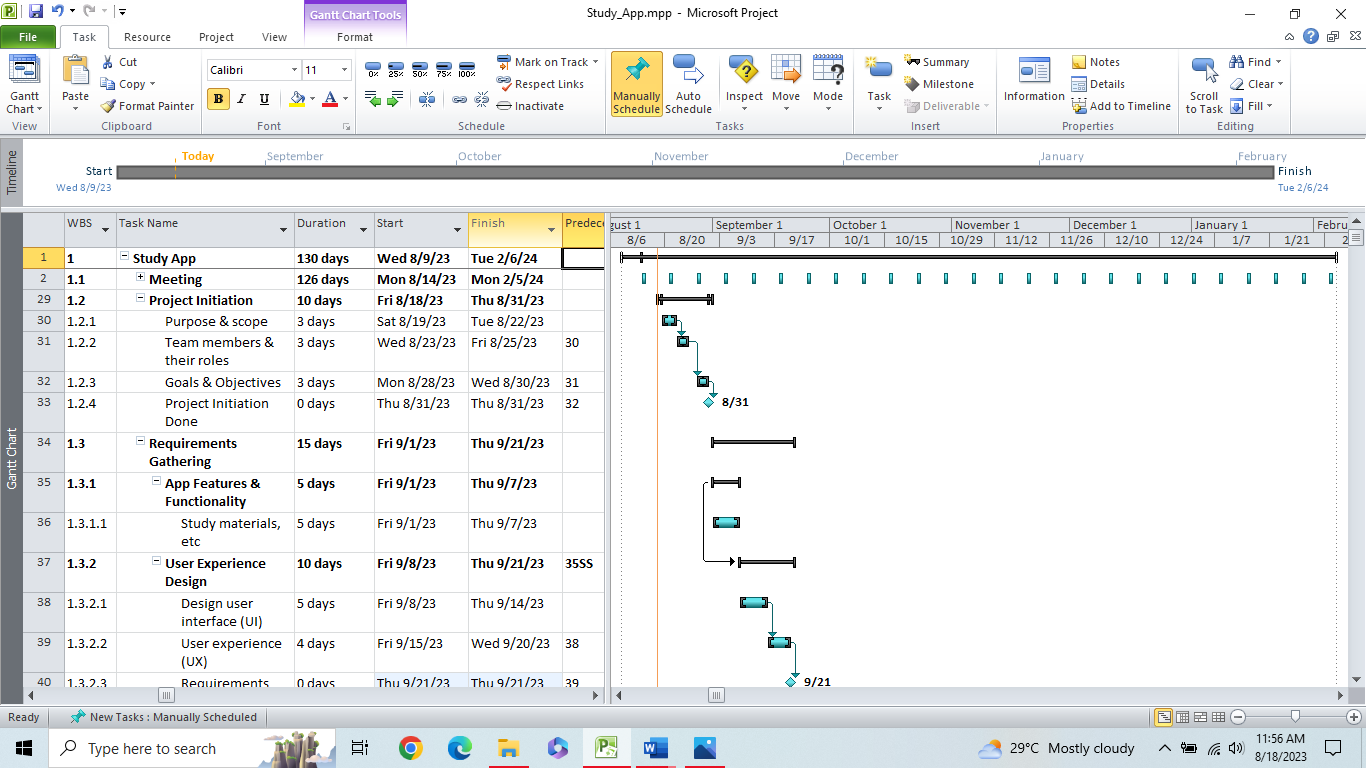 Study_App.mpp - Microsoft Project
Gantt Chart Tools
File Task Resource Project View Format
Cut
Copy
Format Painter
Paste
Calibri 11
B I U A
0% 25% 50% 75% 100%
Mark on Track
Respect Links
Inactivate
Manually Schedule
Auto Schedule
Inspect Move Mode
Task
Summary
Milestone
Deliverable
Information
Notes
Details
Add to Timeline
Scroll to Task
Find
Clear
Fill
Gantt Chart
View Clipboard Font Schedule Tasks Insert Properties Editing
Timeline
Today September October November December January February
Start
Wed 8/9/23
Finish
Tue 2/6/24
WBS Task Name Duration Start Finish Predec
gust 1 September 1 October 1 November 1 December 1 January 1 Febru
8/6 8/20 9/3 9/17 10/1 10/15 10/29 11/12 11/26 12/10 12/24 1/7 1/21 2
1 1 Study App 130 days Wed 8/9/23 Tue 2/6/24
2 1.1 Meeting 126 days Mon 8/14/23 Mon 2/5/24
29 1.2 Project Initiation 10 days Fri 8/18/23 Thu 8/31/23
30 1.2.1 Purpose & scope 3 days Sat 8/19/23 Tue 8/22/23
31 1.2.2 Team members & 3 days Wed 8/23/23 Fri 8/25/23 30
their roles
32 1.2.3 Goals & Objectives 3 days Mon 8/28/23 Wed 8/30/23 31
33 1.2.4 Project Initiation 0 days Thu 8/31/23 Thu 8/31/23 32 8/31
Done
34 1.3 Requirements 15 days Fri 9/1/23 Thu 9/21/23
Gathering
35 1.3.1 App Features & 5 days Fri 9/1/23 Thu 9/7/23
Functionality
36 1.3.1.1 Study materials, 5 days Fri 9/1/23 Thu 9/7/23
etc
37 1.3.2 User Experience 10 days Fri 9/8/23 Thu 9/21/23 35SS
Design
38 1.3.2.1 Design user 5 days Fri 9/8/23 Thu 9/14/23
interface (UI)
39 1.3.2.2 User experience 4 days Fri 9/15/23 Wed 9/20/23 38
(UX)
40 1.3.2.3 Requirements 0 days Thu 9/21/23 Thu 9/21/23 39 9/21
Gantt Chart
Ready New Tasks : Manually Scheduled
Type here to search
29°C Mostly cloudy
11:56 AM
8/18/2023